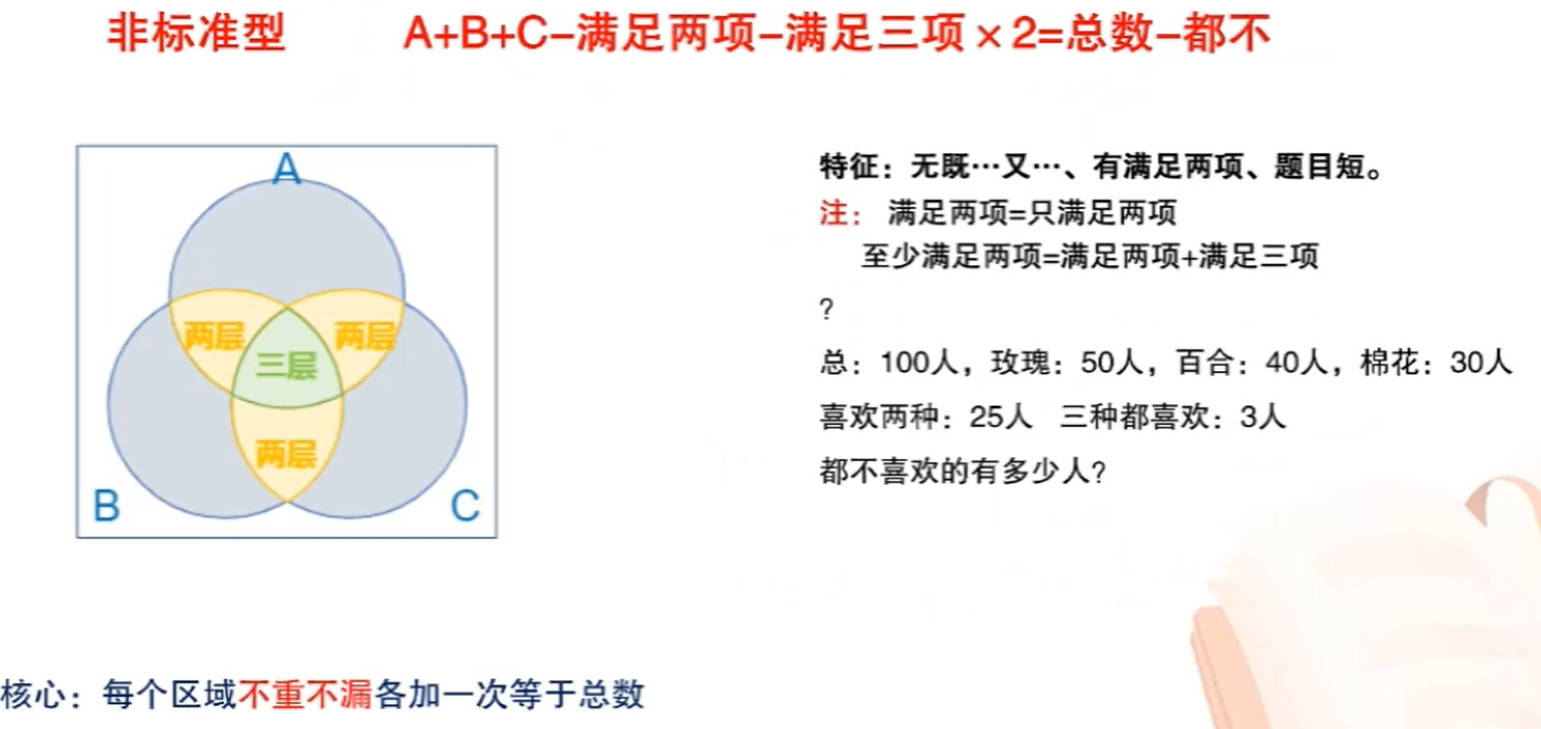 非标准型
A+B+C-满足两项-满足三项×2=总数-都不
A
两层
两层
三层
两层
B
C
特征：无既…又…、有满足两项、题目短。
注： 满足两项=只满足两项
至少满足两项=满足两项+满足三项
?
总：100人，玫瑰：50人，百合：40人，棉花：30人
喜欢两种：25人 三种都喜欢：3人
都不喜欢的有多少人?
核心：每个区域不重不漏各加一次等于总数